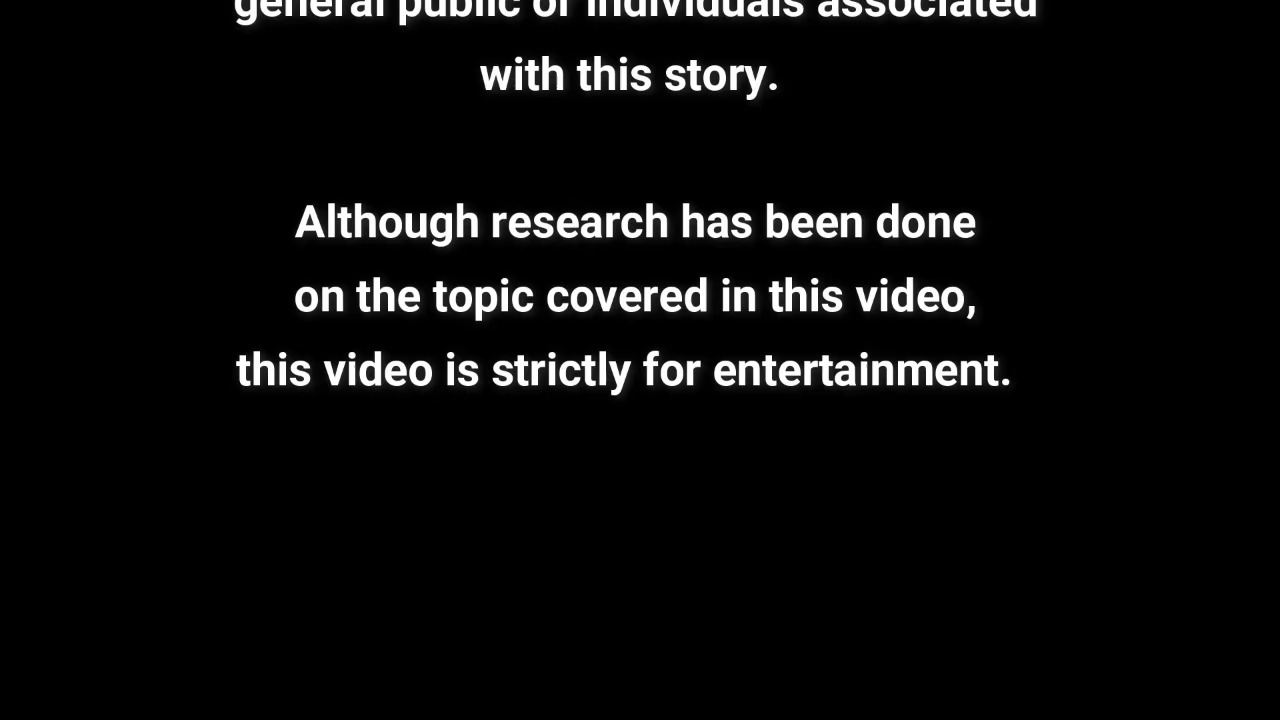 general public or individuals associated
with this story.
Although research has been done
on the topic covered in this video,
this video is strictly for entertainment.